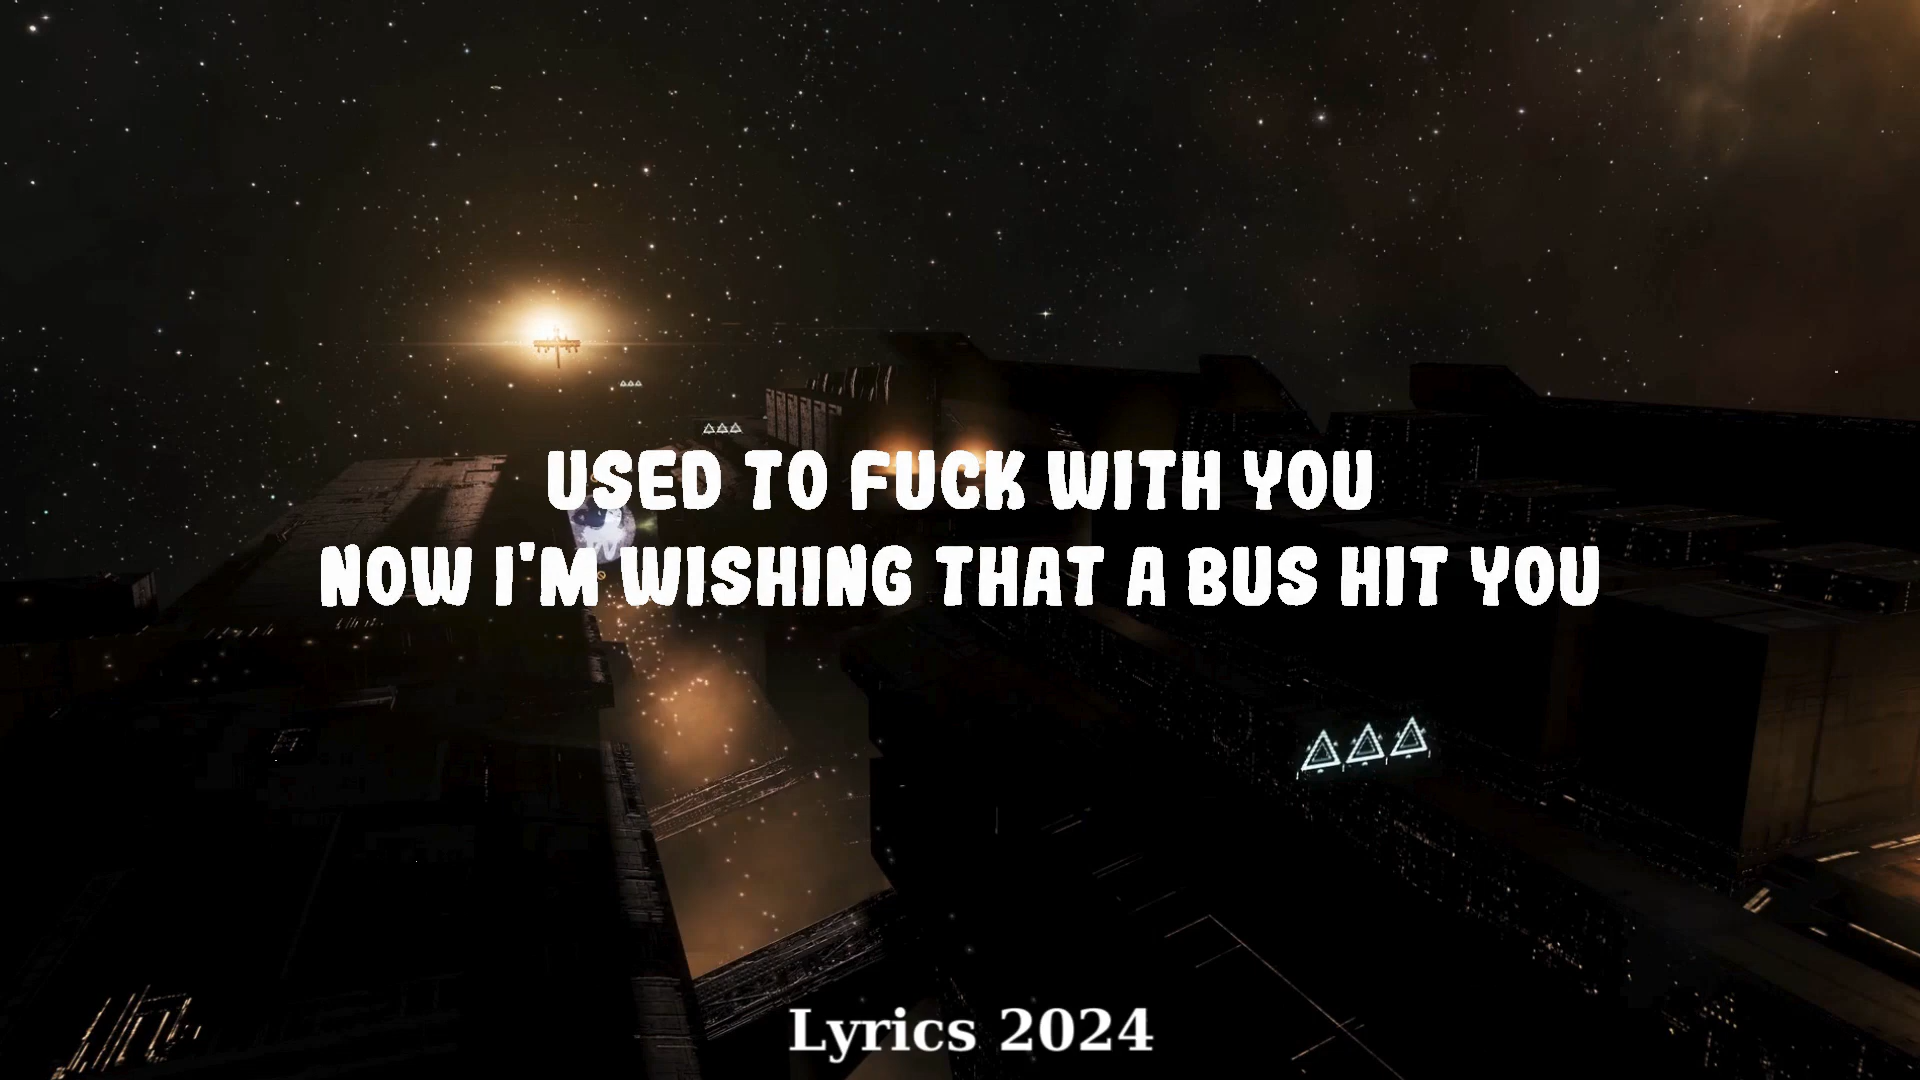 USED TO FUCK WITH YOU
NOW I'M WISHING THAT A BUS HIT YOU
Lyrics 2024